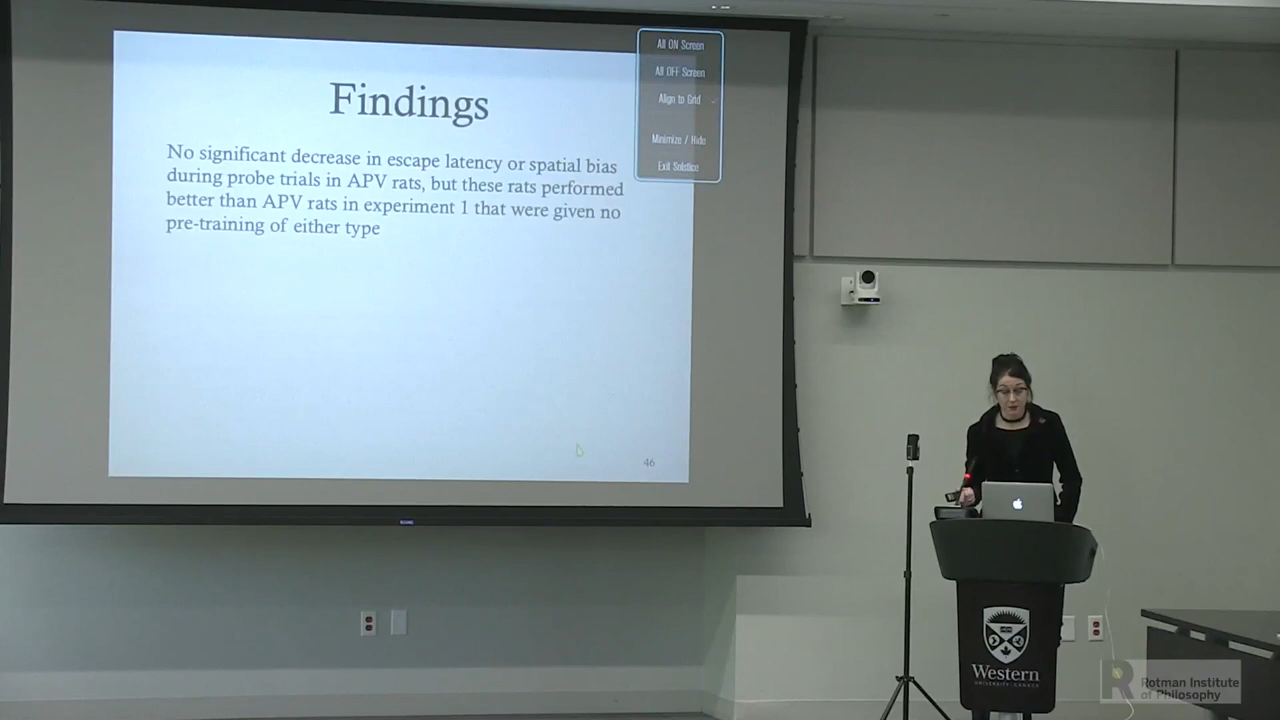 Findings
No significant decrease in escape latency or spatial bias
during probe trials in APV rats, but these rats performed
better than APV rats in experiment 1 that were given no
pre-training of either type
46
All ON Screen
All OFF Screen
Align to Grid
Minimize / Hide
Exit Solstice
Western
UNIVERSITY · CANADA
R Rotman Institute
of Philosophy